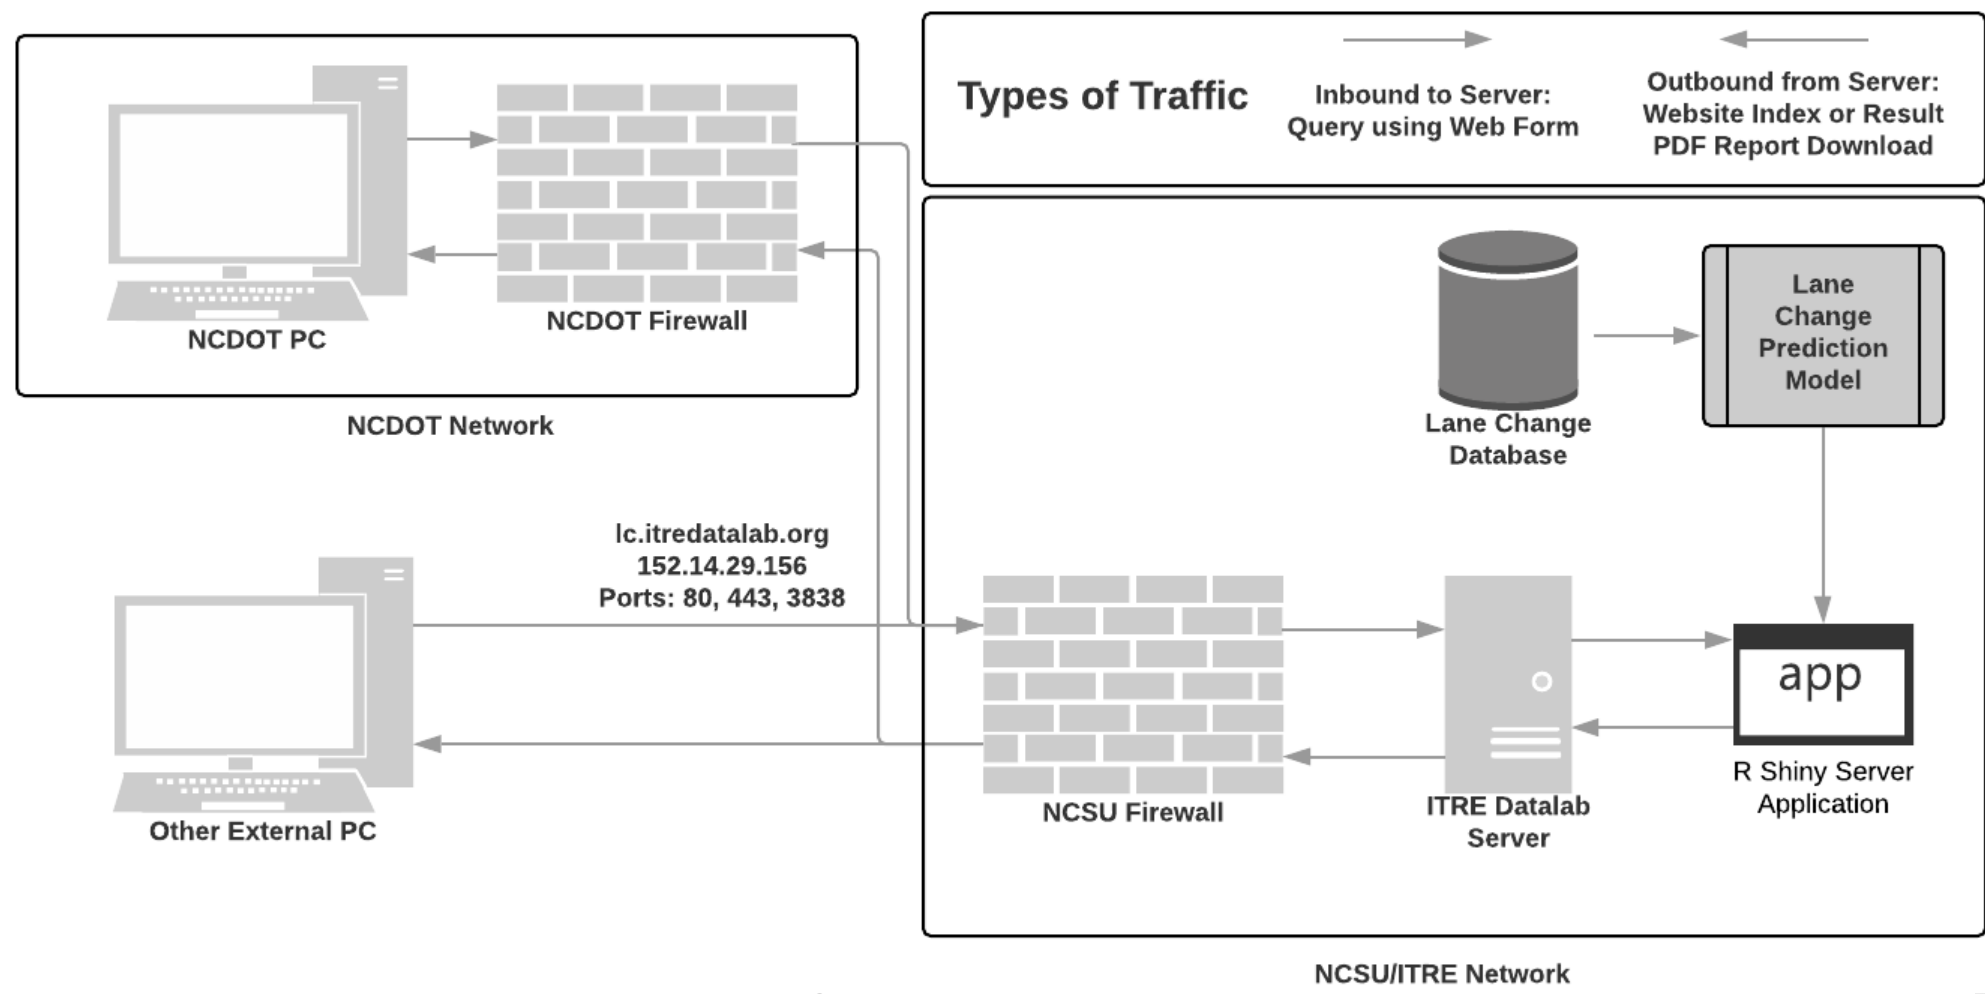 Types of Traffic
Inbound to Server:
Query using Web Form
Outbound from Server:
Website Index or Result
PDF Report Download
NCDOT PC
NCDOT Firewall
NCDOT Network
Lane Change
Database
Lane
Change
Prediction
Model
lc.itredatalab.org
152.14.29.156
Ports: 80, 443, 3838
Other External PC
NCSU Firewall
ITRE Datalab
Server
app
R Shiny Server
Application
NCSU/ITRE Network